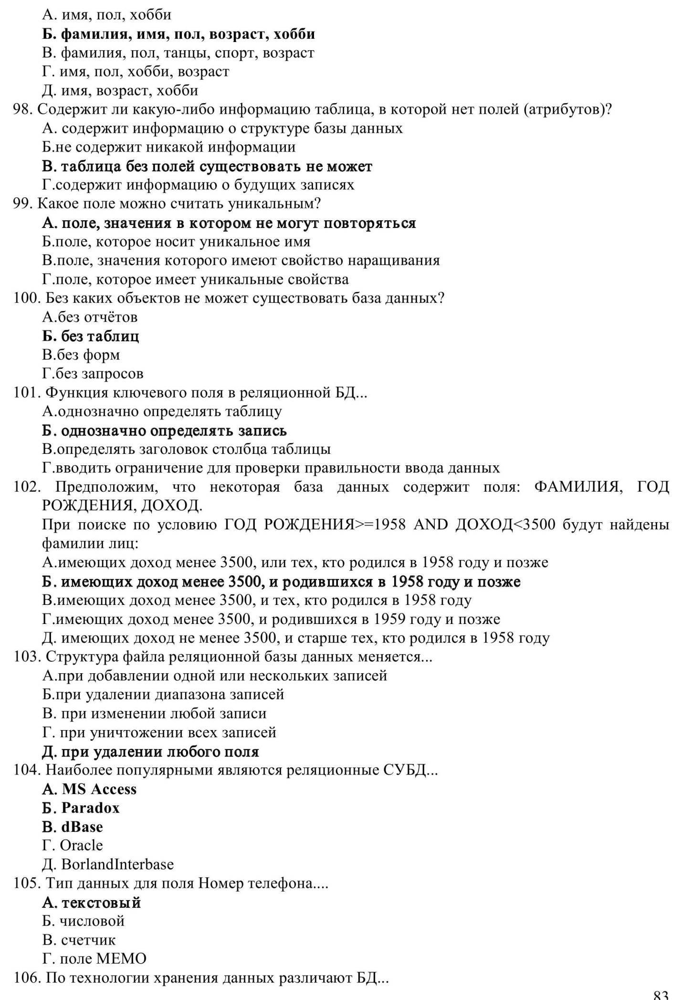 А. имя, пол, хобби
Б. фамилия, имя, пол, возраст, хобби
В. фамилия, пол, танцы, спорт, возраст
Г. имя, пол, хобби, возраст
Д. имя, возраст, хобби
98. Содержит ли какую-либо информацию таблица, в которой нет полей (атрибутов)?
А. содержит информацию о структуре базы данных
Б.не содержит никакой информации
В. таблица без полей существовать не может
Г.содержит информацию о будущих записях
99. Какое поле можно считать уникальным?
А. поле, значения в котором не могут повторяться
Б.поле, которое носит уникальное имя
В.поле, значения которого имеют свойство наращивания
Г.поле, которое имеет уникальные свойства
100. Без каких объектов не может существовать база данных?
А.без отчётов
Б. без таблиц
В.без форм
Г.без запросов
101. Функция ключевого поля в реляционной БД...
А.однозначно определять таблицу
Б. однозначно определять запись
В.определять заголовок столбца таблицы
Г.вводить ограничение для проверки правильности ввода данных
102. Предположим, что некоторая база данных содержит поля: ФАМИЛИЯ, ГОД
РОЖДЕНИЯ, ДОХОД.
При поиске по условию ГОД РОЖДЕНИЯ>=1958 AND ДОХОД<3500 будут найдены
фамилии лиц:
А.имеющих доход менее 3500, или тех, кто родился в 1958 году и позже
Б. имеющих доход менее 3500, и родившихся в 1958 году и позже
В.имеющих доход менее 3500, и тех, кто родился в 1958 году
Г.имеющих доход менее 3500, и родившихся в 1959 году и позже
Д. имеющих доход не менее 3500, и старше тех, кто родился в 1958 году
103. Структура файла реляционной базы данных меняется...
А.при добавлении одной или нескольких записей
Б.при удалении диапазона записей
В. при изменении любой записи
Г. при уничтожении всех записей
Д. при удалении любого поля
104. Наиболее популярными являются реляционные СУБД...
А. MS Access
Б. Paradox
В. dBase
Г. Oracle
Д. BorlandInterbase
105. Тип данных для поля Номер телефона....
А. текстовый
Б. числовой
В. счетчик
Г. поле МЕМО
106. По технологии хранения данных различают БД...
83